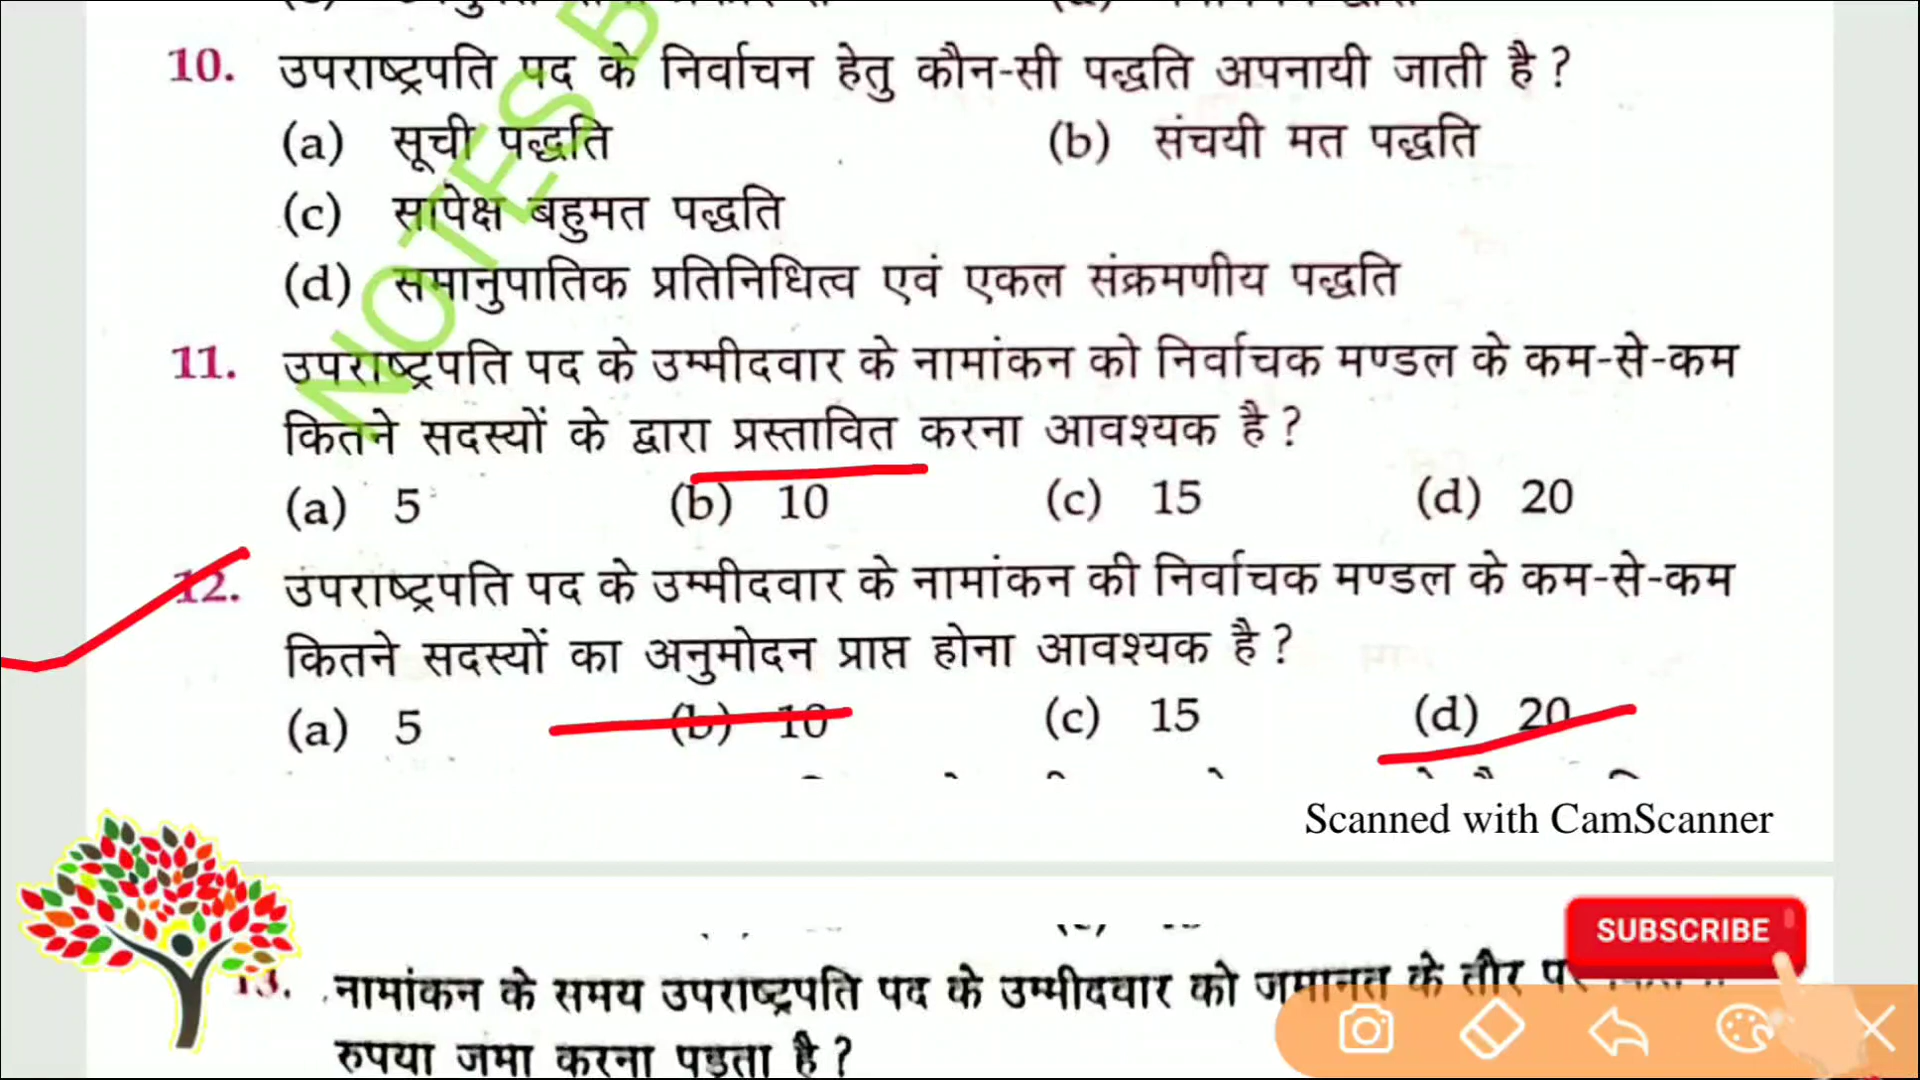 10. उपराष्ट्रपति पद के निर्वाचन हेतु कौन-सी पद्धति अपनायी जाती है ?
(a) सूची पद्धति (b) संचयी मत पद्धति
(c) सापेक्ष बहुमत पद्धति
(d) समानुपातिक प्रतिनिधित्व एवं एकल संक्रमणीय पद्धति
11. उपराष्ट्रपति पद के उम्मीदवार के नामांकन को निर्वाचक मण्डल के कम-से-कम
कितने सदस्यों के द्वारा प्रस्तावित करना आवश्यक है ?
(a) 5 (b) 10 (c) 15 (d) 20
12. उपराष्ट्रपति पद के उम्मीदवार के नामांकन की निर्वाचक मण्डल के कम-से-कम
कितने सदस्यों का अनुमोदन प्राप्त होना आवश्यक है ?
(a) 5 (b) 10 (c) 15 (d) 20
Scanned with CamScanner
SUBSCRIBE
13. नामांकन के समय उपराष्ट्रपति पद के उम्मीदवार को जमानत के तौर पर
रुपया जमा करना पड़ता है ?
NOTES B